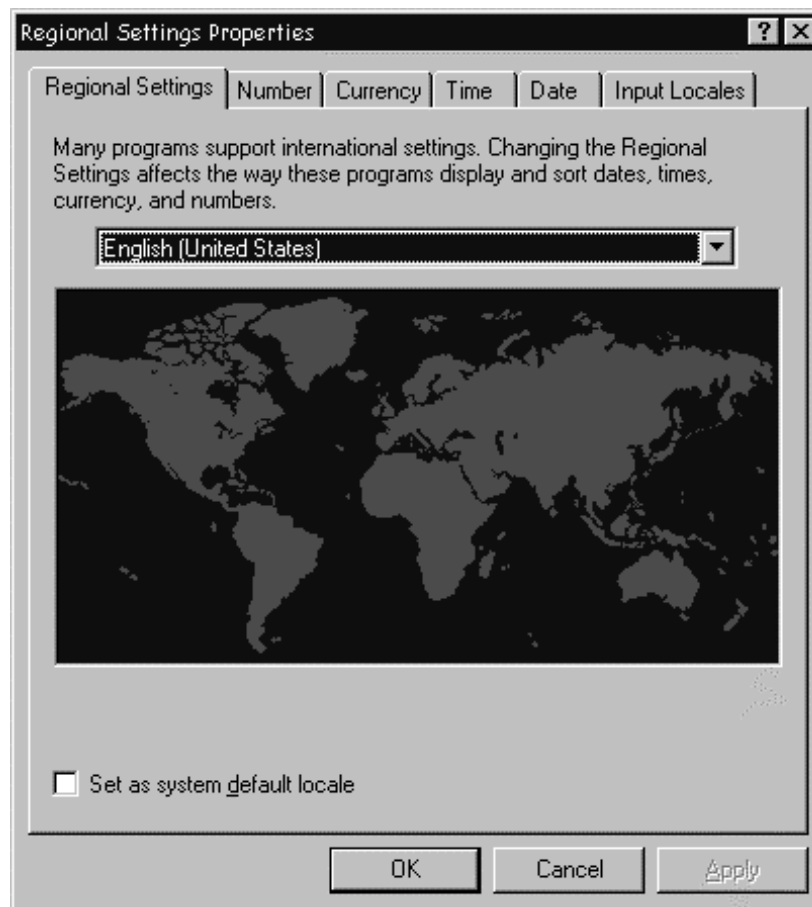 Regional Settings Properties
Regional Settings Number Currency Time Date Input Locales
Many programs support international settings. Changing the Regional
Settings affects the way these programs display and sort dates, times,
currency, and numbers.
English (United States)
Set as system default locale
OK Cancel Apply